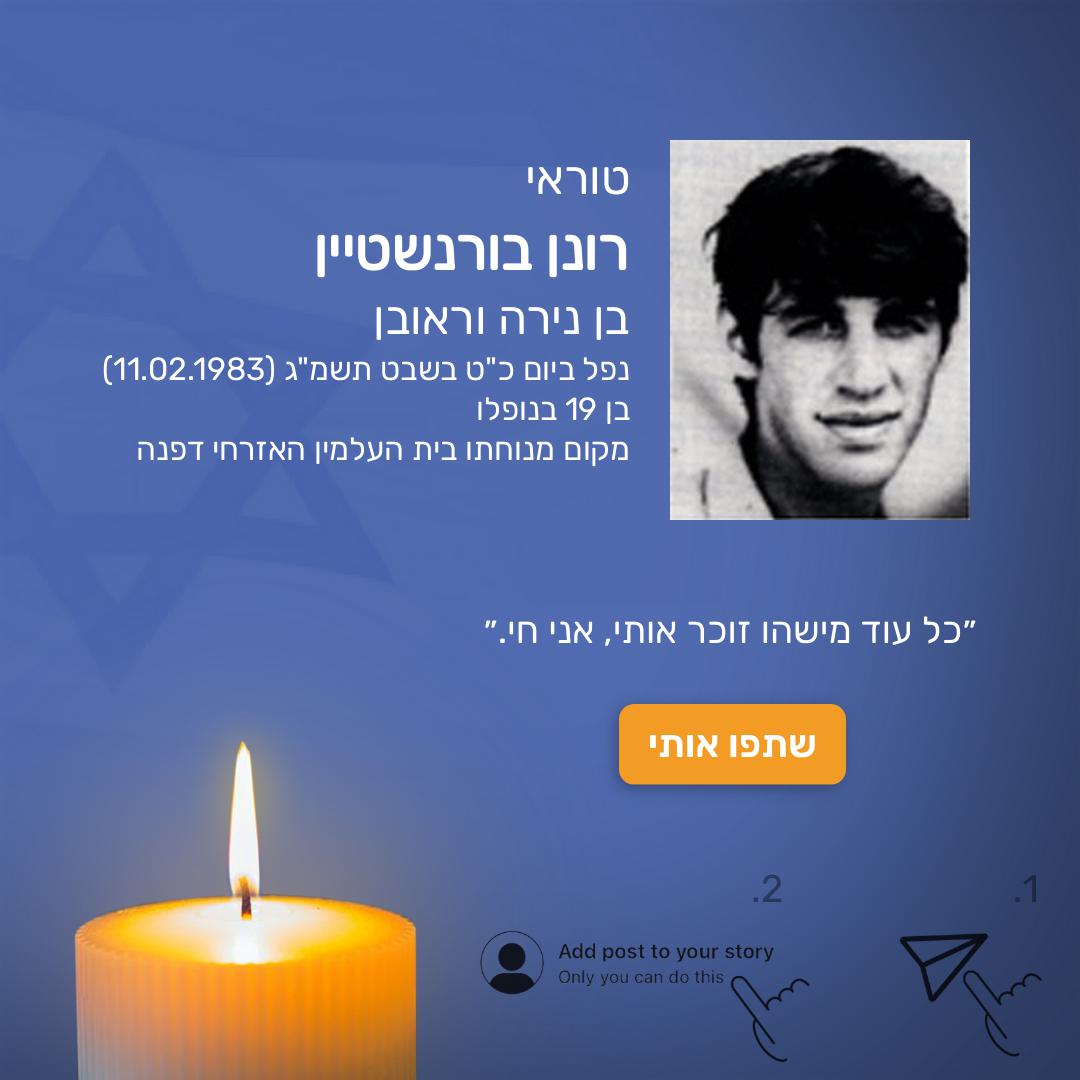 טוראי
רונן בורנשטיין
בן נירה וראובן
נפל ביום כ"ט בשבט תשמ"ג (11.02.1983)
בן 19 בנופלו
מקום מנוחתו בית העלמין האזרחי דפנה
״כל עוד מישהו זוכר אותי, אני חי.״
שתפו אותי
1.
2.
Add post to your story
Only you can do this